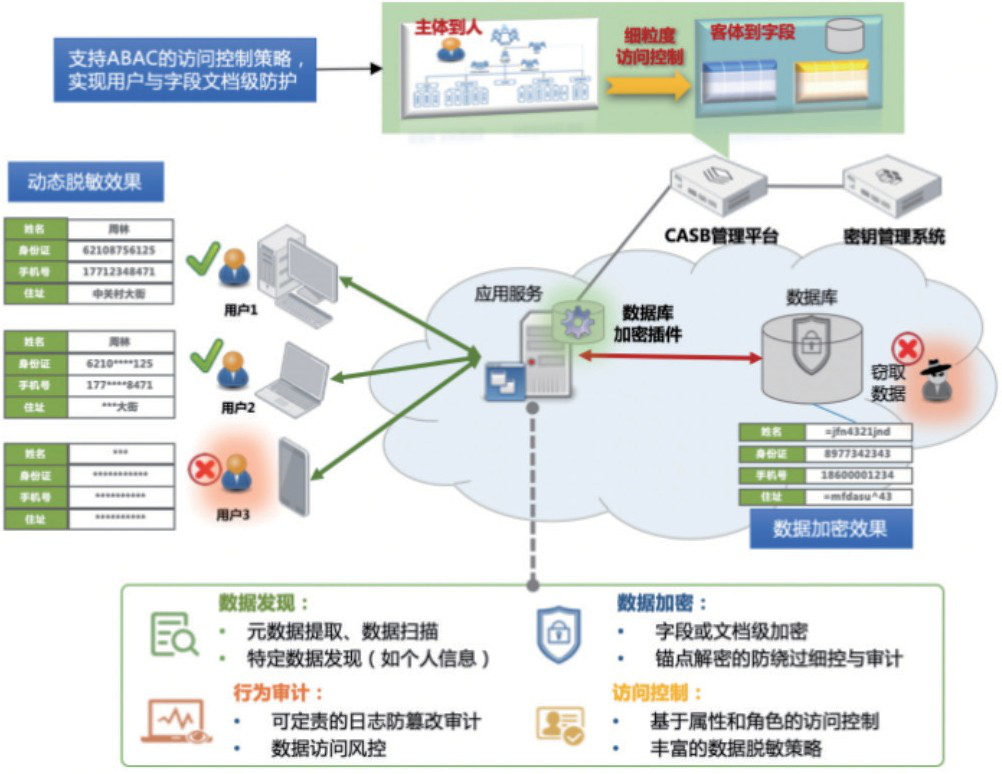 支持ABAC的访问控制策略，
实现用户与字段文档级防护
主体到人
细粒度
访问控制
客体到字段
动态脱敏效果
姓名 周林
身份证 62108756125
手机号 17712348471
住址 中关村大街
用户1
姓名 周林
身份证 6210****125
手机号 177****8471
住址 ***大街
用户2
姓名 ***
身份证 ***********
手机号 **********
住址 **********
用户3
CASB管理平台
密钥管理系统
应用服务
数据库
加密插件
数据库
窃取
数据
姓名 =jfn4321jnd
身份证 8977342343
手机号 18600001234
住址 =mfdasu^43
数据加密效果
数据发现：
• 元数据提取、数据扫描
• 特定数据发现（如个人信息）
数据加密：
• 字段或文档级加密
• 锚点解密的防绕过细控与审计
行为审计：
• 可定责的日志防篡改审计
• 数据访问风控
访问控制：
• 基于属性和角色的访问控制
• 丰富的数据脱敏策略